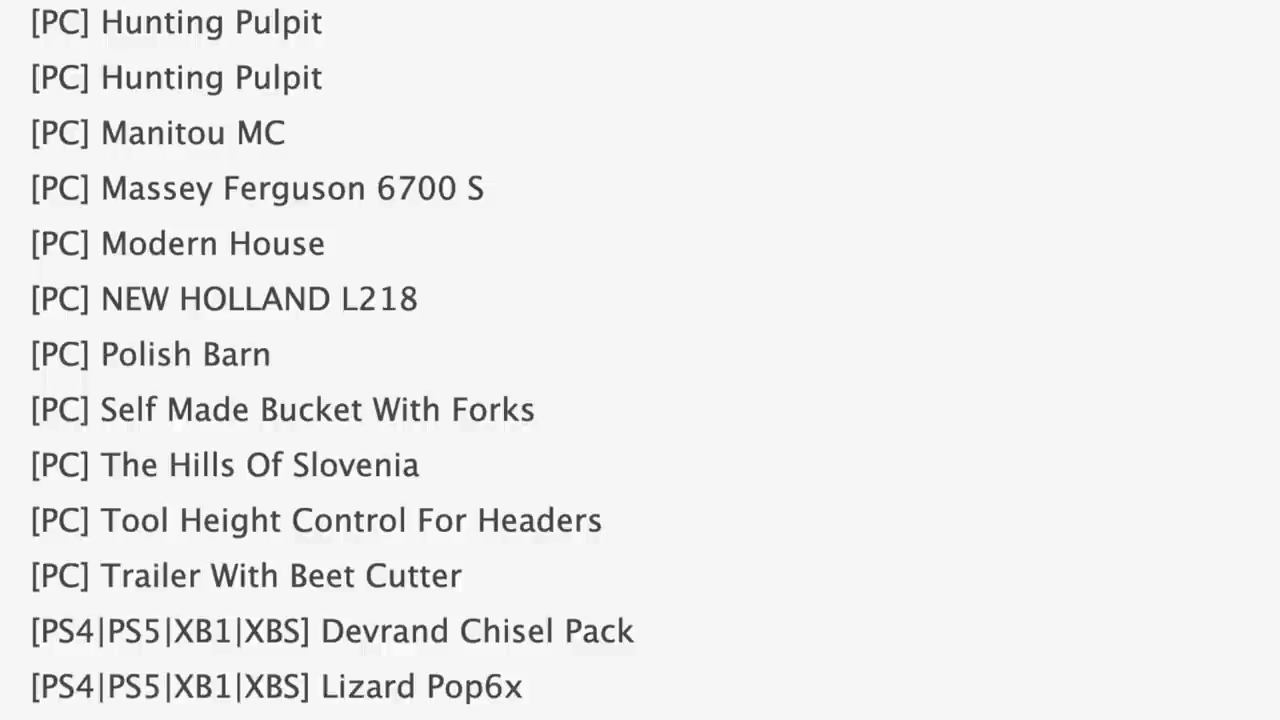 [PC] Hunting Pulpit
[PC] Hunting Pulpit
[PC] Manitou MC
[PC] Massey Ferguson 6700 S
[PC] Modern House
[PC] NEW HOLLAND L218
[PC] Polish Barn
[PC] Self Made Bucket With Forks
[PC] The Hills Of Slovenia
[PC] Tool Height Control For Headers
[PC] Trailer With Beet Cutter
[PS4|PS5|XB1|XBS] Devrand Chisel Pack
[PS4|PS5|XB1|XBS] Lizard Pop6x